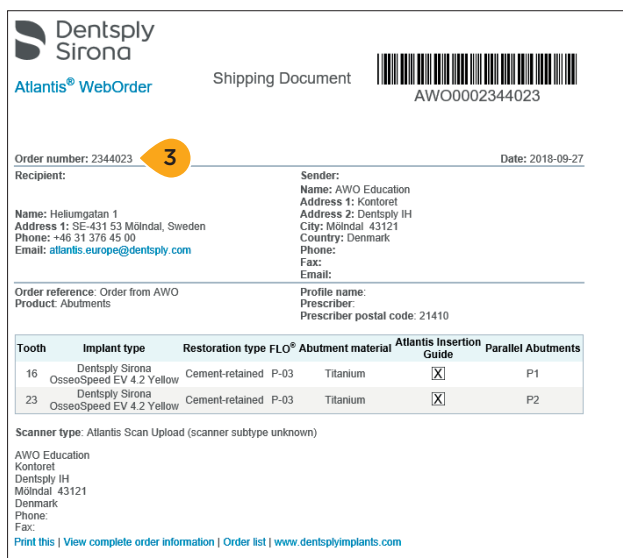 Dentsply
Sirona
Atlantis® WebOrder
Shipping Document
AWO0002344023
Order number: 2344023
3
Date: 2018-09-27
Recipient:
Name: Heliumgatan 1
Address 1: SE-431 53 Mölndal, Sweden
Phone: +46 31 376 45 00
Email: atlantis.europe@dentsply.com
Sender:
Name: AWO Education
Address 1: Kontoret
Address 2: Dentsply IH
City: Mölndal 43121
Country: Denmark
Phone:
Fax:
Email:
Order reference: Order from AWO
Product: Abutments
Profile name:
Prescriber:
Prescriber postal code: 21410
Tooth Implant type Restoration type FLO® Abutment material Atlantis Insertion Guide Parallel Abutments
16 Dentsply Sirona OsseoSpeed EV 4.2 Yellow Cement-retained P-03 Titanium X P1
23 Dentsply Sirona OsseoSpeed EV 4.2 Yellow Cement-retained P-03 Titanium X P2
Scanner type: Atlantis Scan Upload (scanner subtype unknown)
AWO Education
Kontoret
Dentsply IH
Mölndal 43121
Denmark
Phone:
Fax:
Print this | View complete order information | Order list | www.dentsplyimplants.com